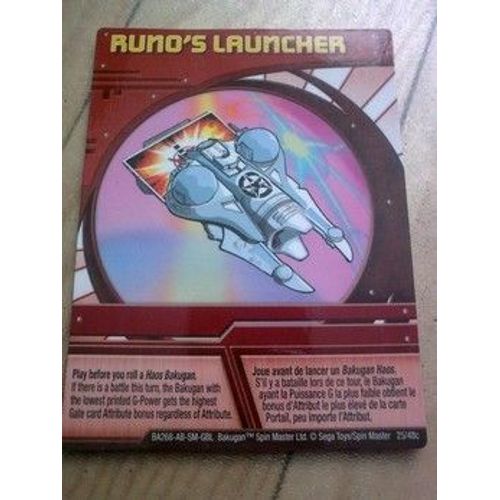 RUNO'S LAUNCHER
Play before you roll a Haos Bakugan.
If there is a battle this turn, the Bakugan with
the lowest printed G-Power gets the highest
Gate card Attribute bonus regardless of Attribute.
Joue avant de lancer un Bakugan Haos.
S'il y a bataille lors de ce tour, le Bakugan
ayant la Puissance G la plus faible obtient le
bonus d'Attribut le plus élevé de la carte
Portail, peu importe l'Attribut.
BA268-AB-SM-GBL Bakugan™ Spin Master Ltd. © Sega Toys/Spin Master 25/48c